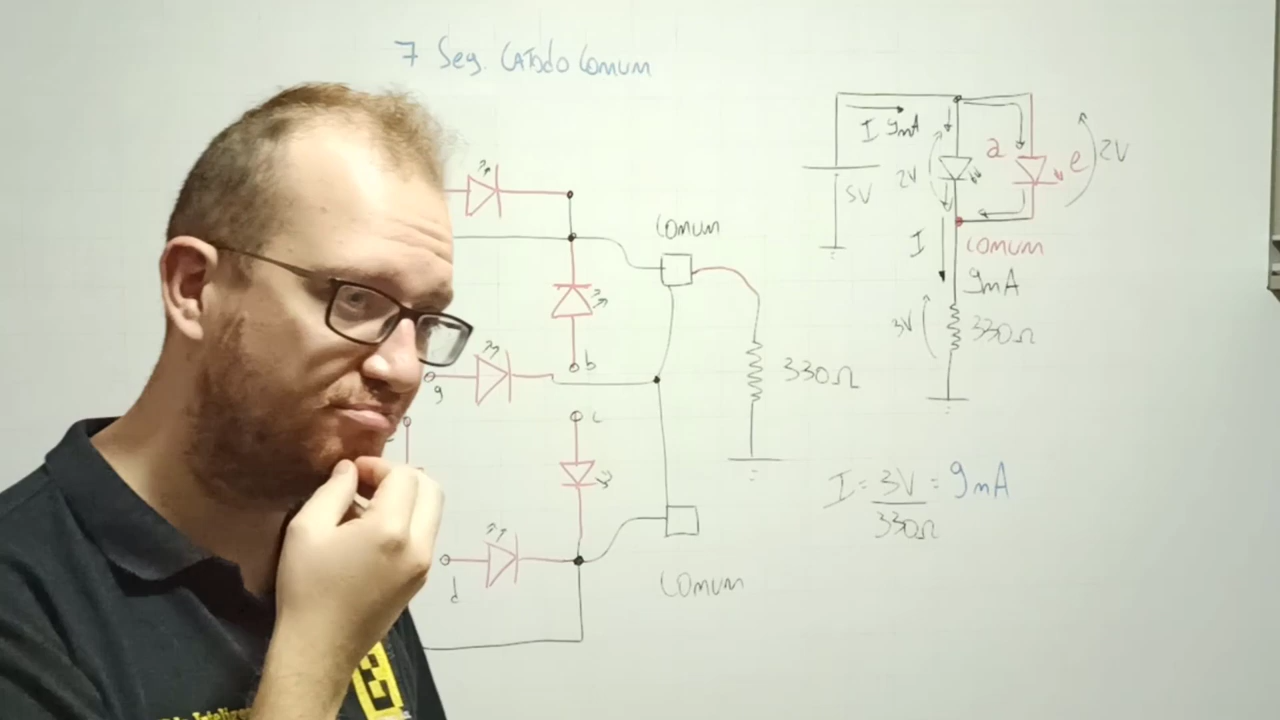 7 Seg. CATODO COMUM
COMUM
b
g
c
d
330Ω
COMUM
I 9mA
5V
2V
a
e
2V
I
COMUM
9mA
3V
330Ω
I = 3V = 9mA
330Ω